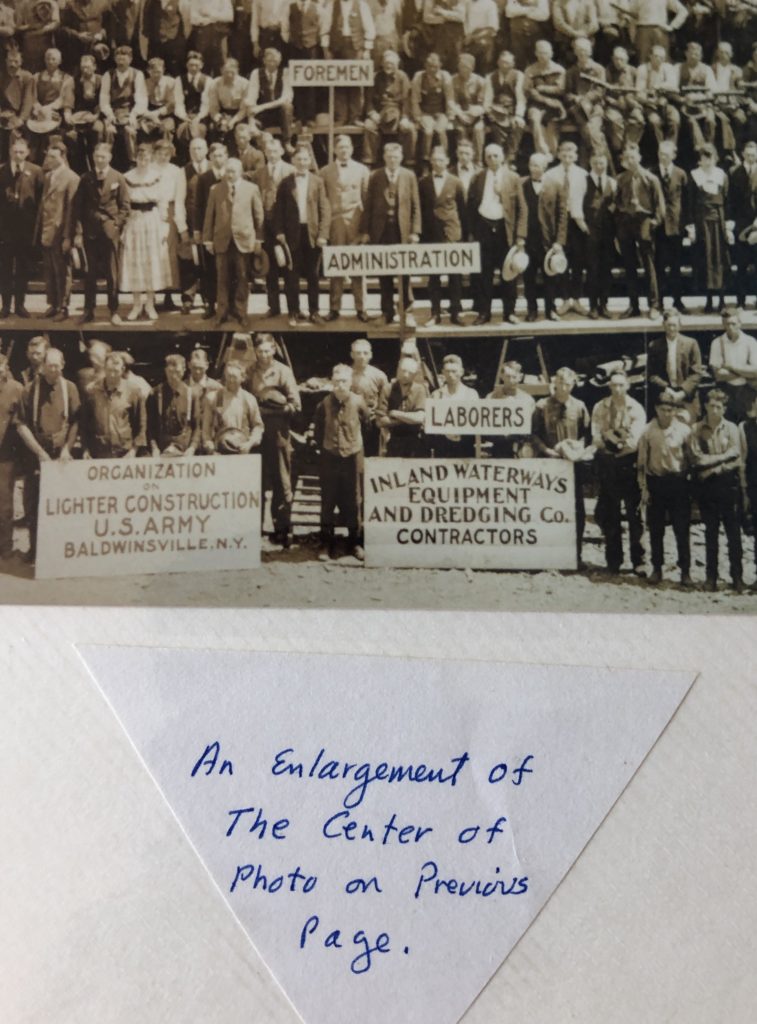 FOREMEN
ADMINISTRATION
LABORERS
ORGANIZATION
ON
LIGHTER CONSTRUCTION
U.S. ARMY
BALDWINSVILLE, N.Y.
INLAND WATERWAYS
EQUIPMENT
AND DREDGING Co.
CONTRACTORS
An Enlargement of
The Center of
Photo on Previous
Page.